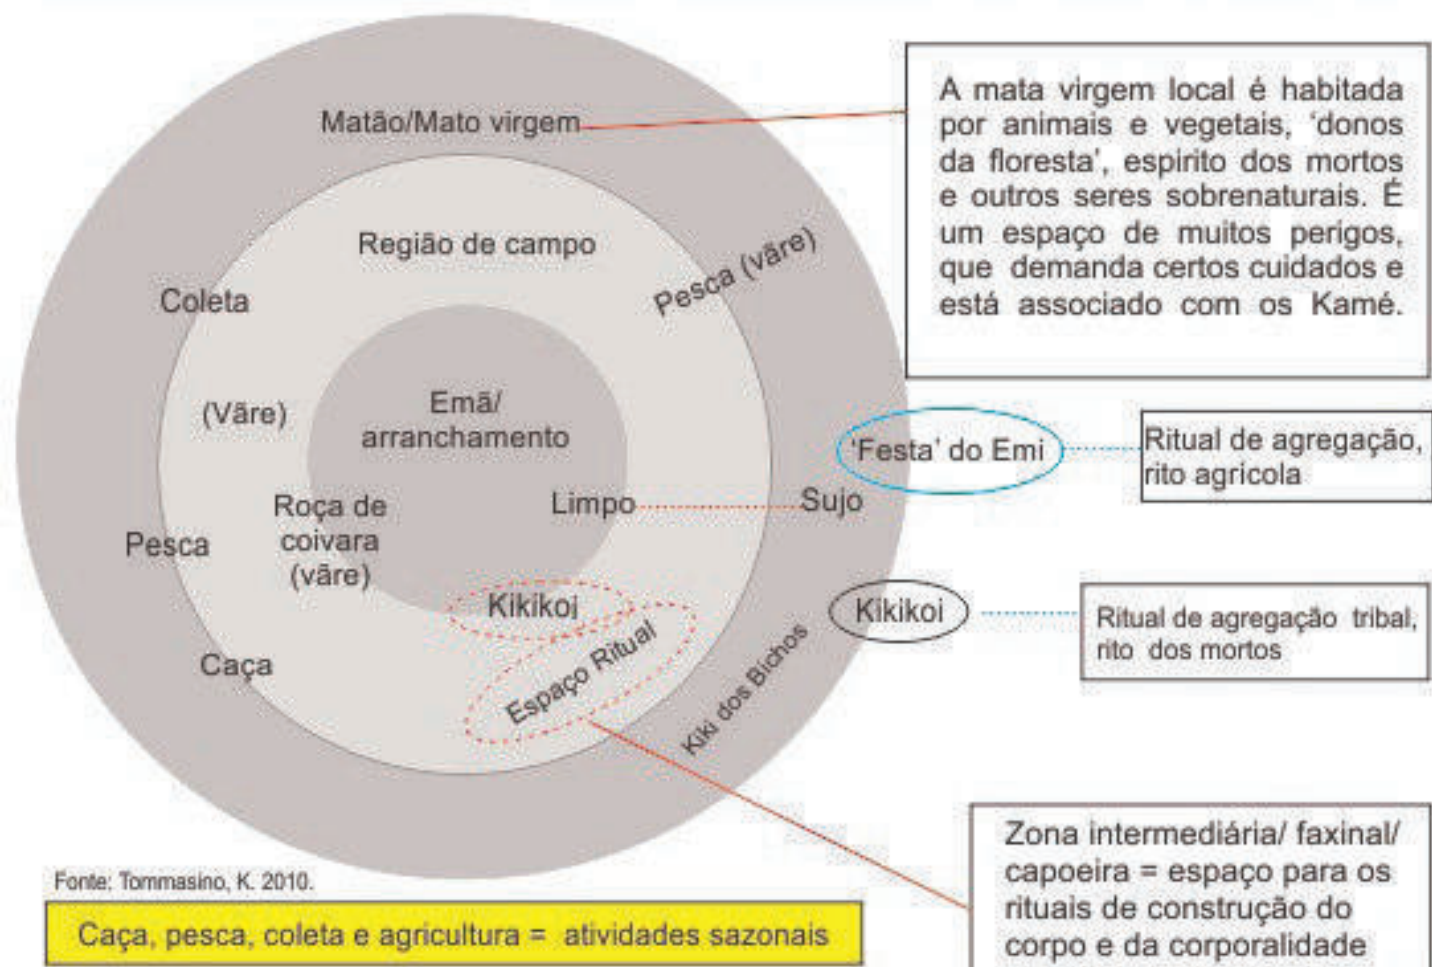 Matão/Mato virgem
A mata virgem local é habitada
por animais e vegetais, ‘donos
da floresta’, espirito dos mortos
e outros seres sobrenaturais. É
um espaço de muitos perigos,
que demanda certos cuidados e
está associado com os Kamé.
Região de campo
Pesca (vãre)
Coleta
(Vãre)
Emã/
arranchamento
Roça de
coivara
(vãre)
Limpo
Sujo
‘Festa’ do Emi
Ritual de agregação,
rito agricola
Pesca
Kikikoj
Espaço Ritual
Kikikoi
Ritual de agregação tribal,
rito dos mortos
Caça
Kiki dos Bichos
Zona intermediária/ faxinal/
capoeira = espaço para os
rituais de construção do
corpo e da corporalidade
Fonte: Tommasino, K. 2010.
Caça, pesca, coleta e agricultura = atividades sazonais